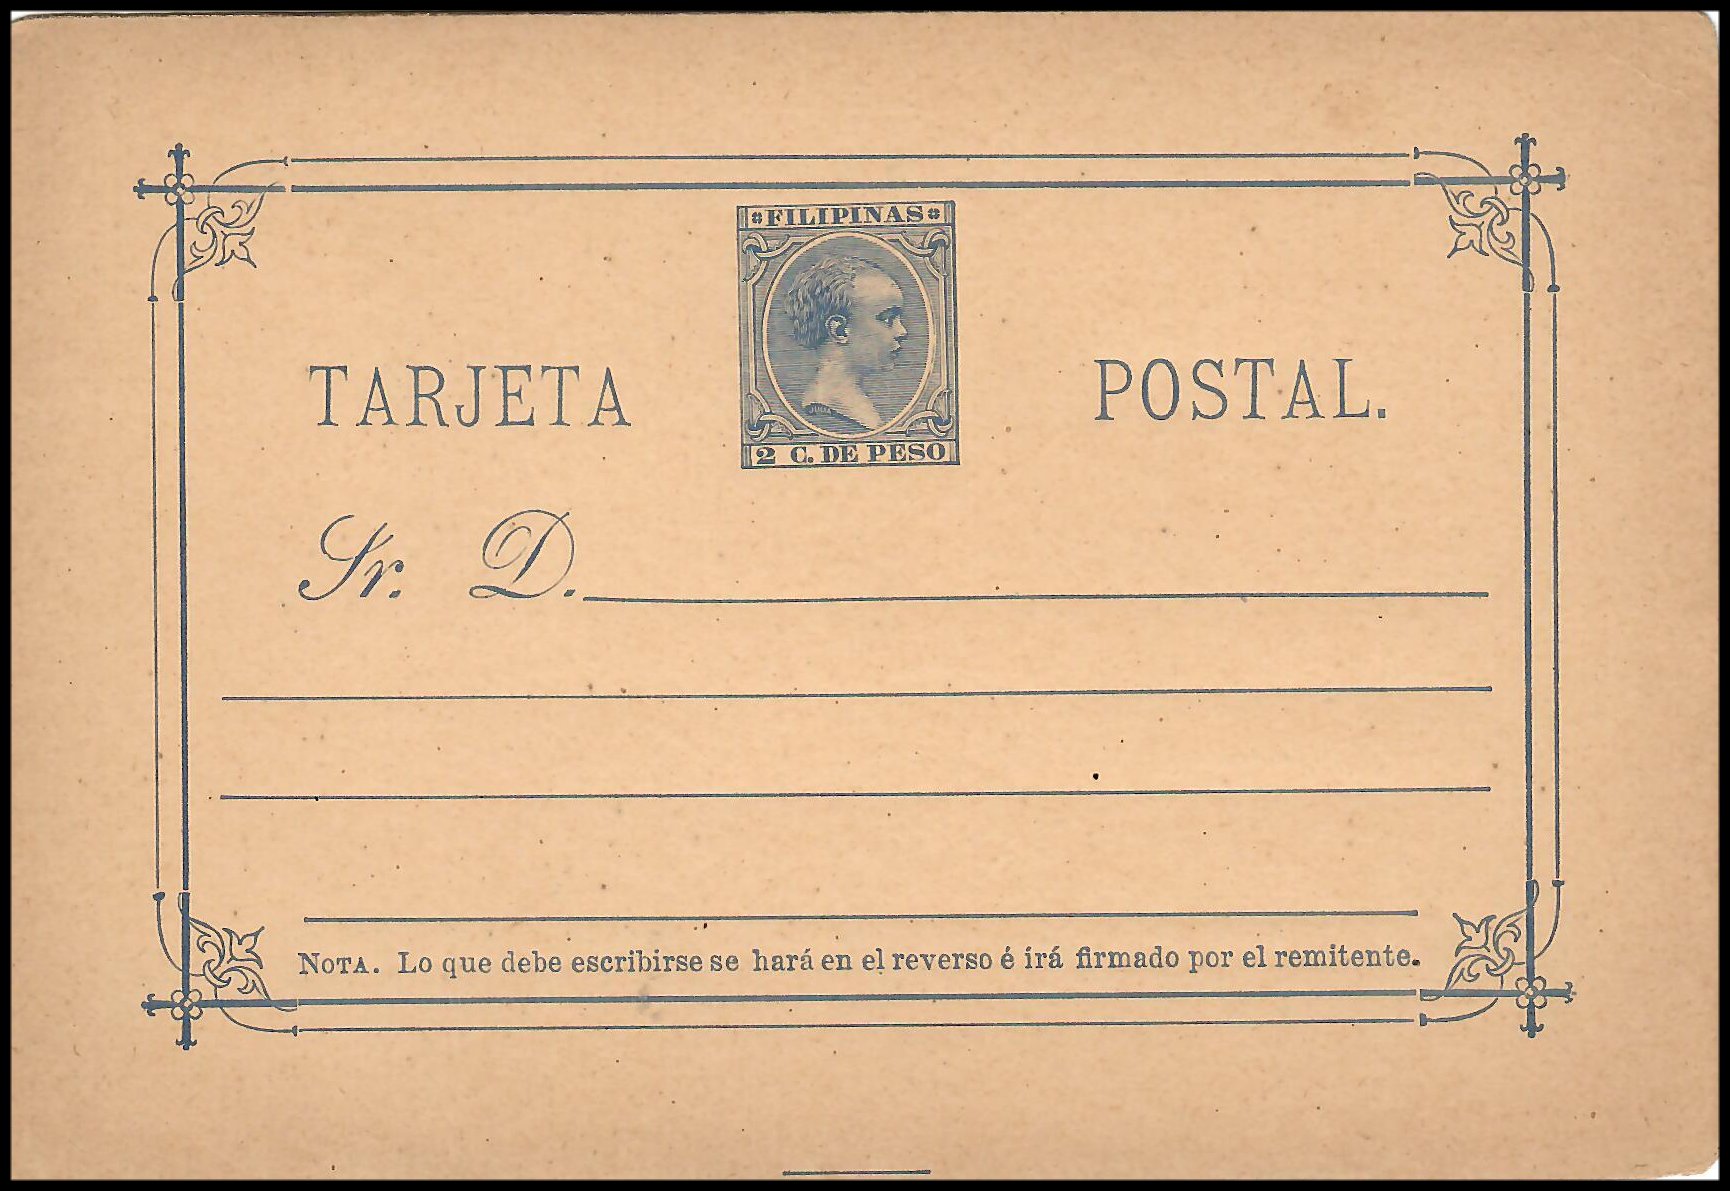 FILIPINAS
TARJETA POSTAL.
2 C. DE PESO
Sr. D.
NOTA. Lo que debe escribirse se hará en el reverso é irá firmado por el remitente.